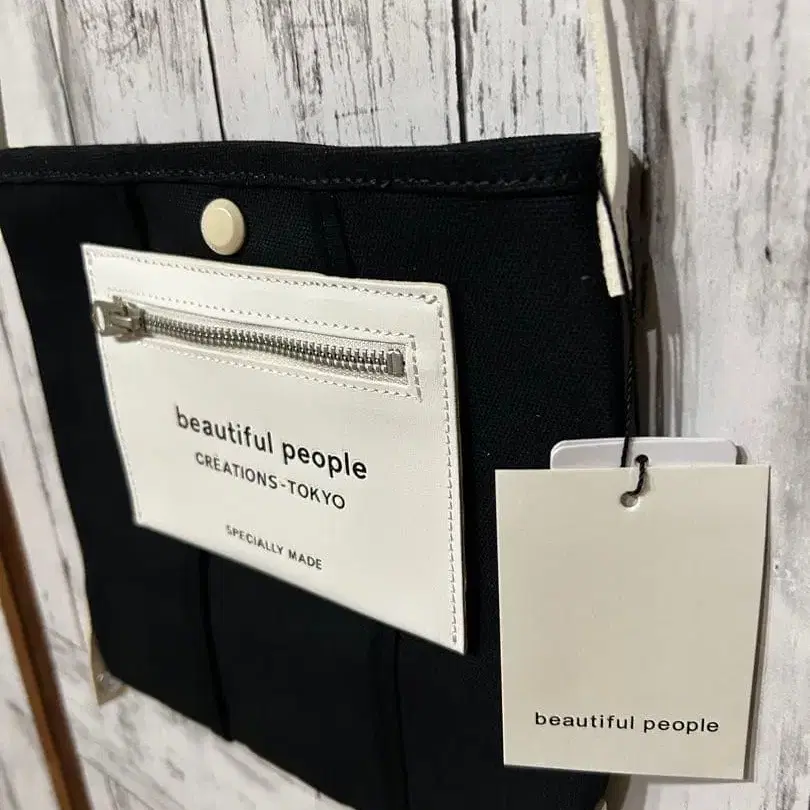 beautiful people
CREATIONS-TOKYO
SPECIALLY MADE
beautiful people